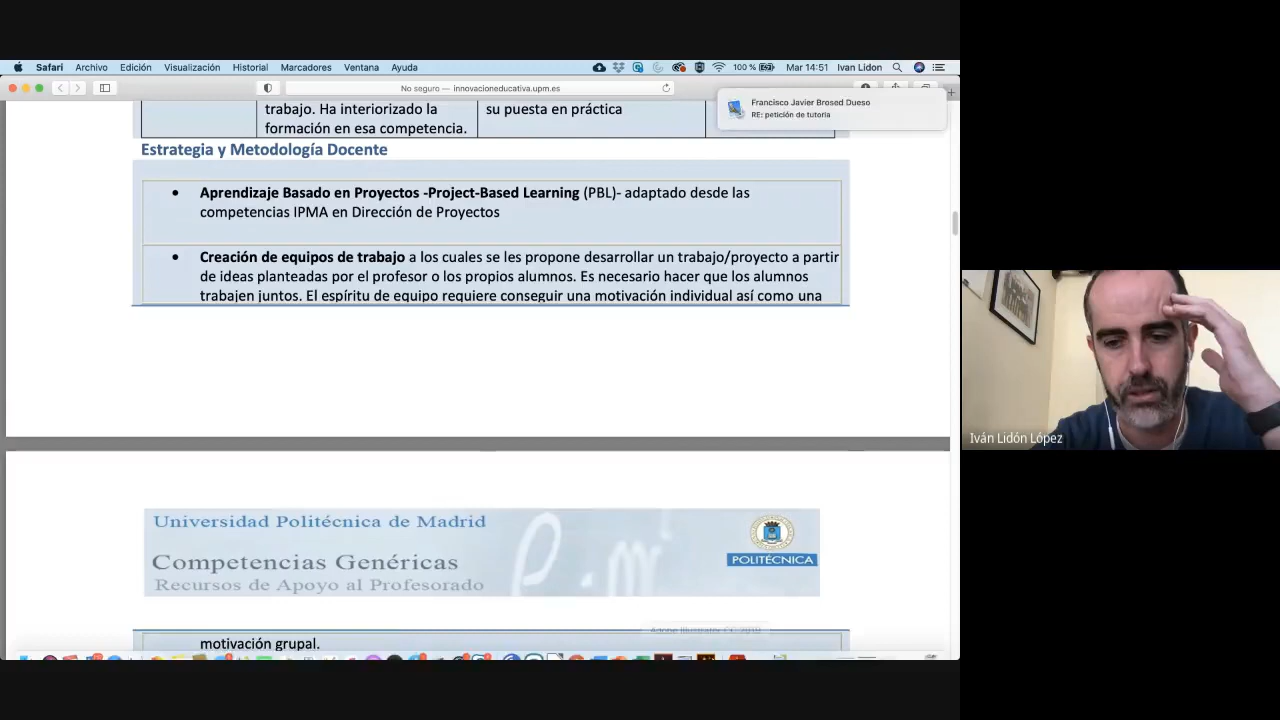 Safari Archivo Edición Visualización Historial Marcadores Ventana Ayuda 100 % Mar 14:51 Ivan Lidon
No seguro — innovacioneducativa.upm.es
Francisco Javier Brosed Dueso
RE: petición de tutoria
trabajo. Ha interiorizado la
formación en esa competencia.
su puesta en práctica
Estrategia y Metodología Docente
• Aprendizaje Basado en Proyectos -Project-Based Learning (PBL)- adaptado desde las
competencias IPMA en Dirección de Proyectos
• Creación de equipos de trabajo a los cuales se les propone desarrollar un trabajo/proyecto a partir
de ideas planteadas por el profesor o los propios alumnos. Es necesario hacer que los alumnos
trabajen juntos. El espíritu de equipo requiere conseguir una motivación individual así como una
Iván Lidón López
Universidad Politécnica de Madrid
Competencias Genéricas
Recursos de Apoyo al Profesorado
POLITÉCNICA
Adobe Illustrator CC 2019
motivación grupal.